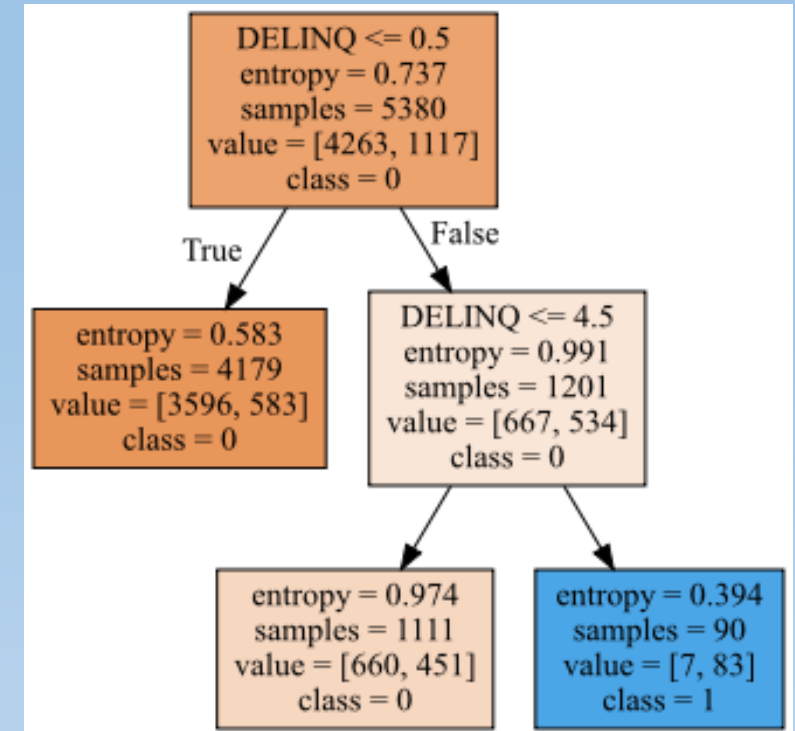 DELINQ <= 0.5
entropy = 0.737
samples = 5380
value = [4263, 1117]
class = 0
True
False
entropy = 0.583
samples = 4179
value = [3596, 583]
class = 0
DELINQ <= 4.5
entropy = 0.991
samples = 1201
value = [667, 534]
class = 0
entropy = 0.974
samples = 1111
value = [660, 451]
class = 0
entropy = 0.394
samples = 90
value = [7, 83]
class = 1